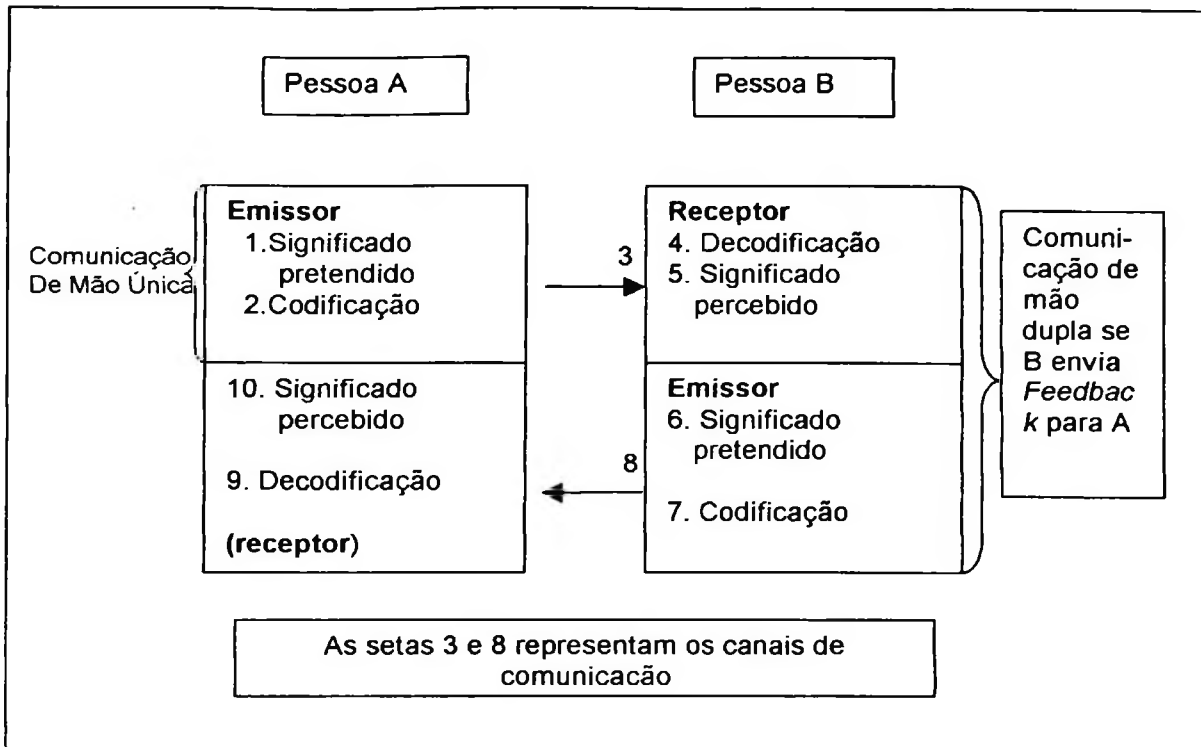 Pessoa A
Pessoa B
Comunicação
De Mão Única
Emissor
1.Significado
pretendido
2.Codificação
10. Significado
percebido
9. Decodificação
(receptor)
3
8
Receptor
4. Decodificação
5. Significado
percebido
Emissor
6. Significado
pretendido
7. Codificação
Comuni-
cação de
mão
dupla se
B envia
Feedbac
k para A
As setas 3 e 8 representam os canais de
comunicacão